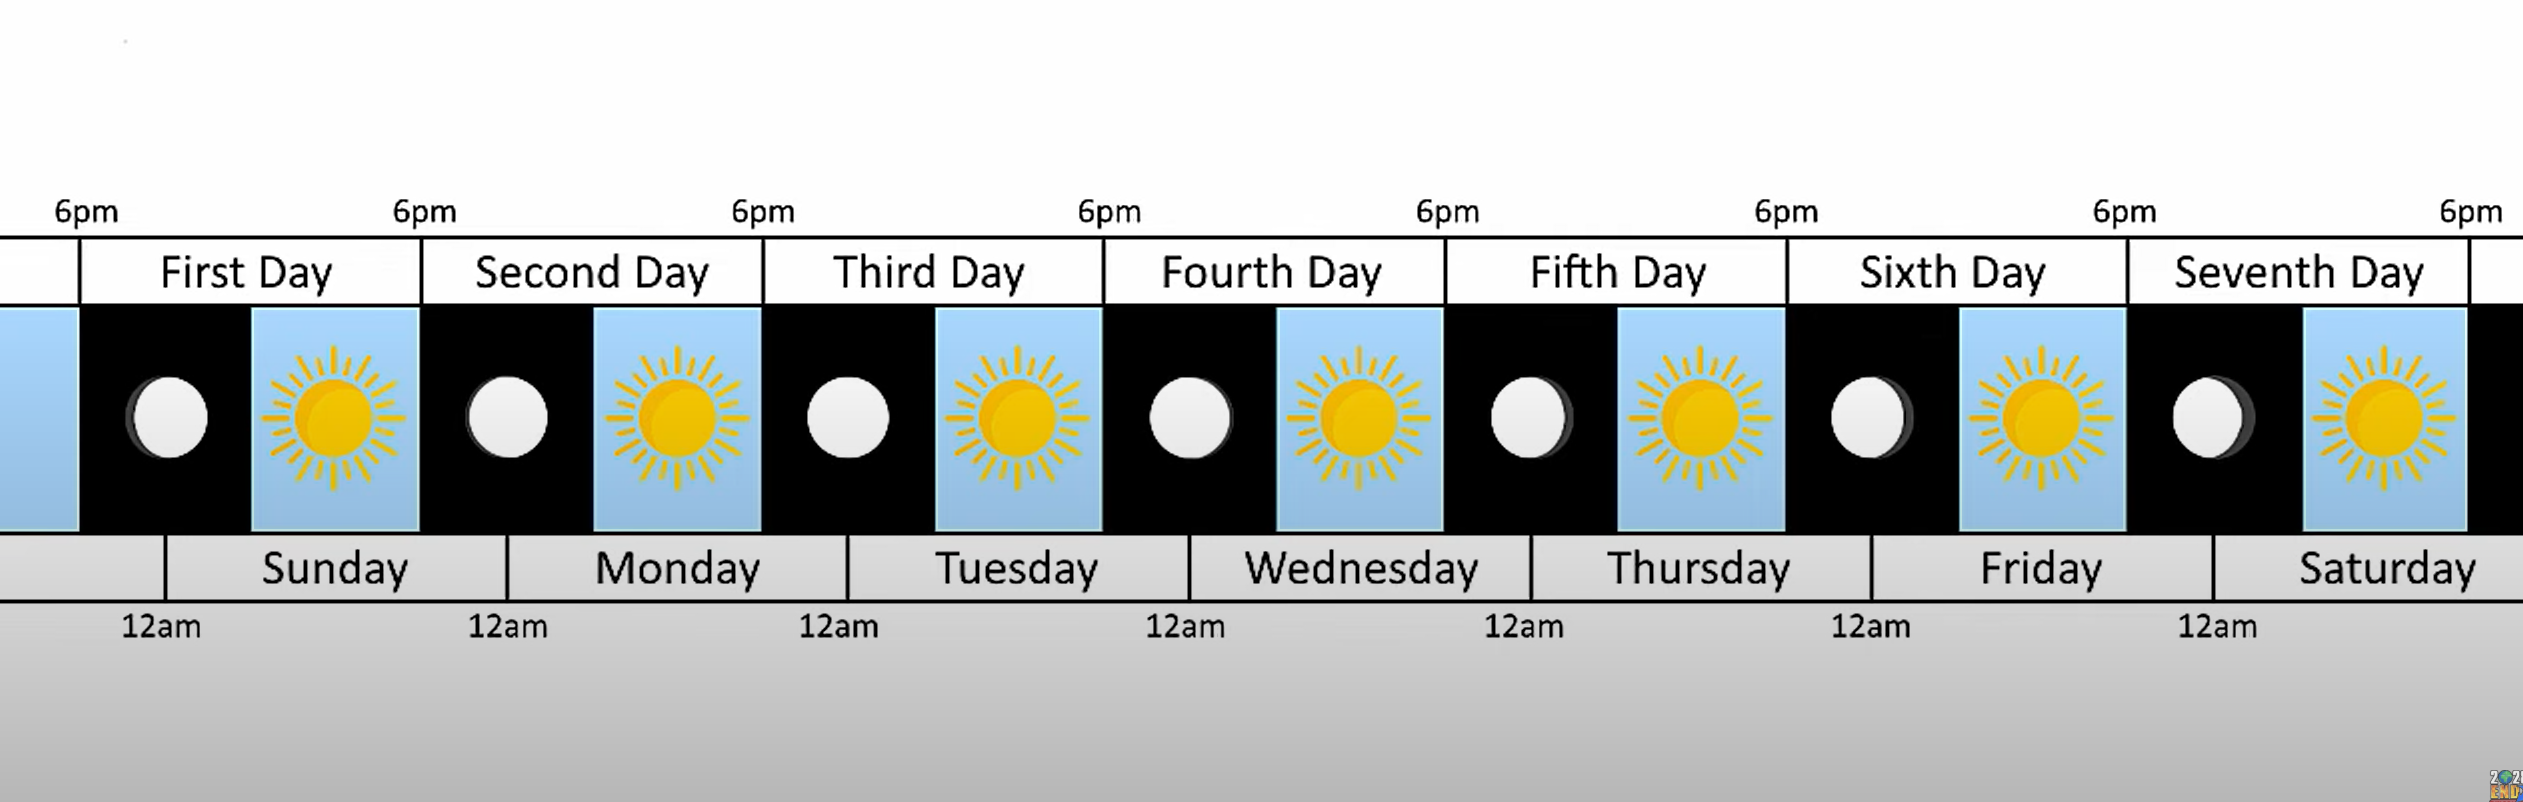 6pm 6pm 6pm 6pm 6pm 6pm 6pm 6pm
First Day Second Day Third Day Fourth Day Fifth Day Sixth Day Seventh Day
Sunday Monday Tuesday Wednesday Thursday Friday Saturday
12am 12am 12am 12am 12am 12am 12am
END